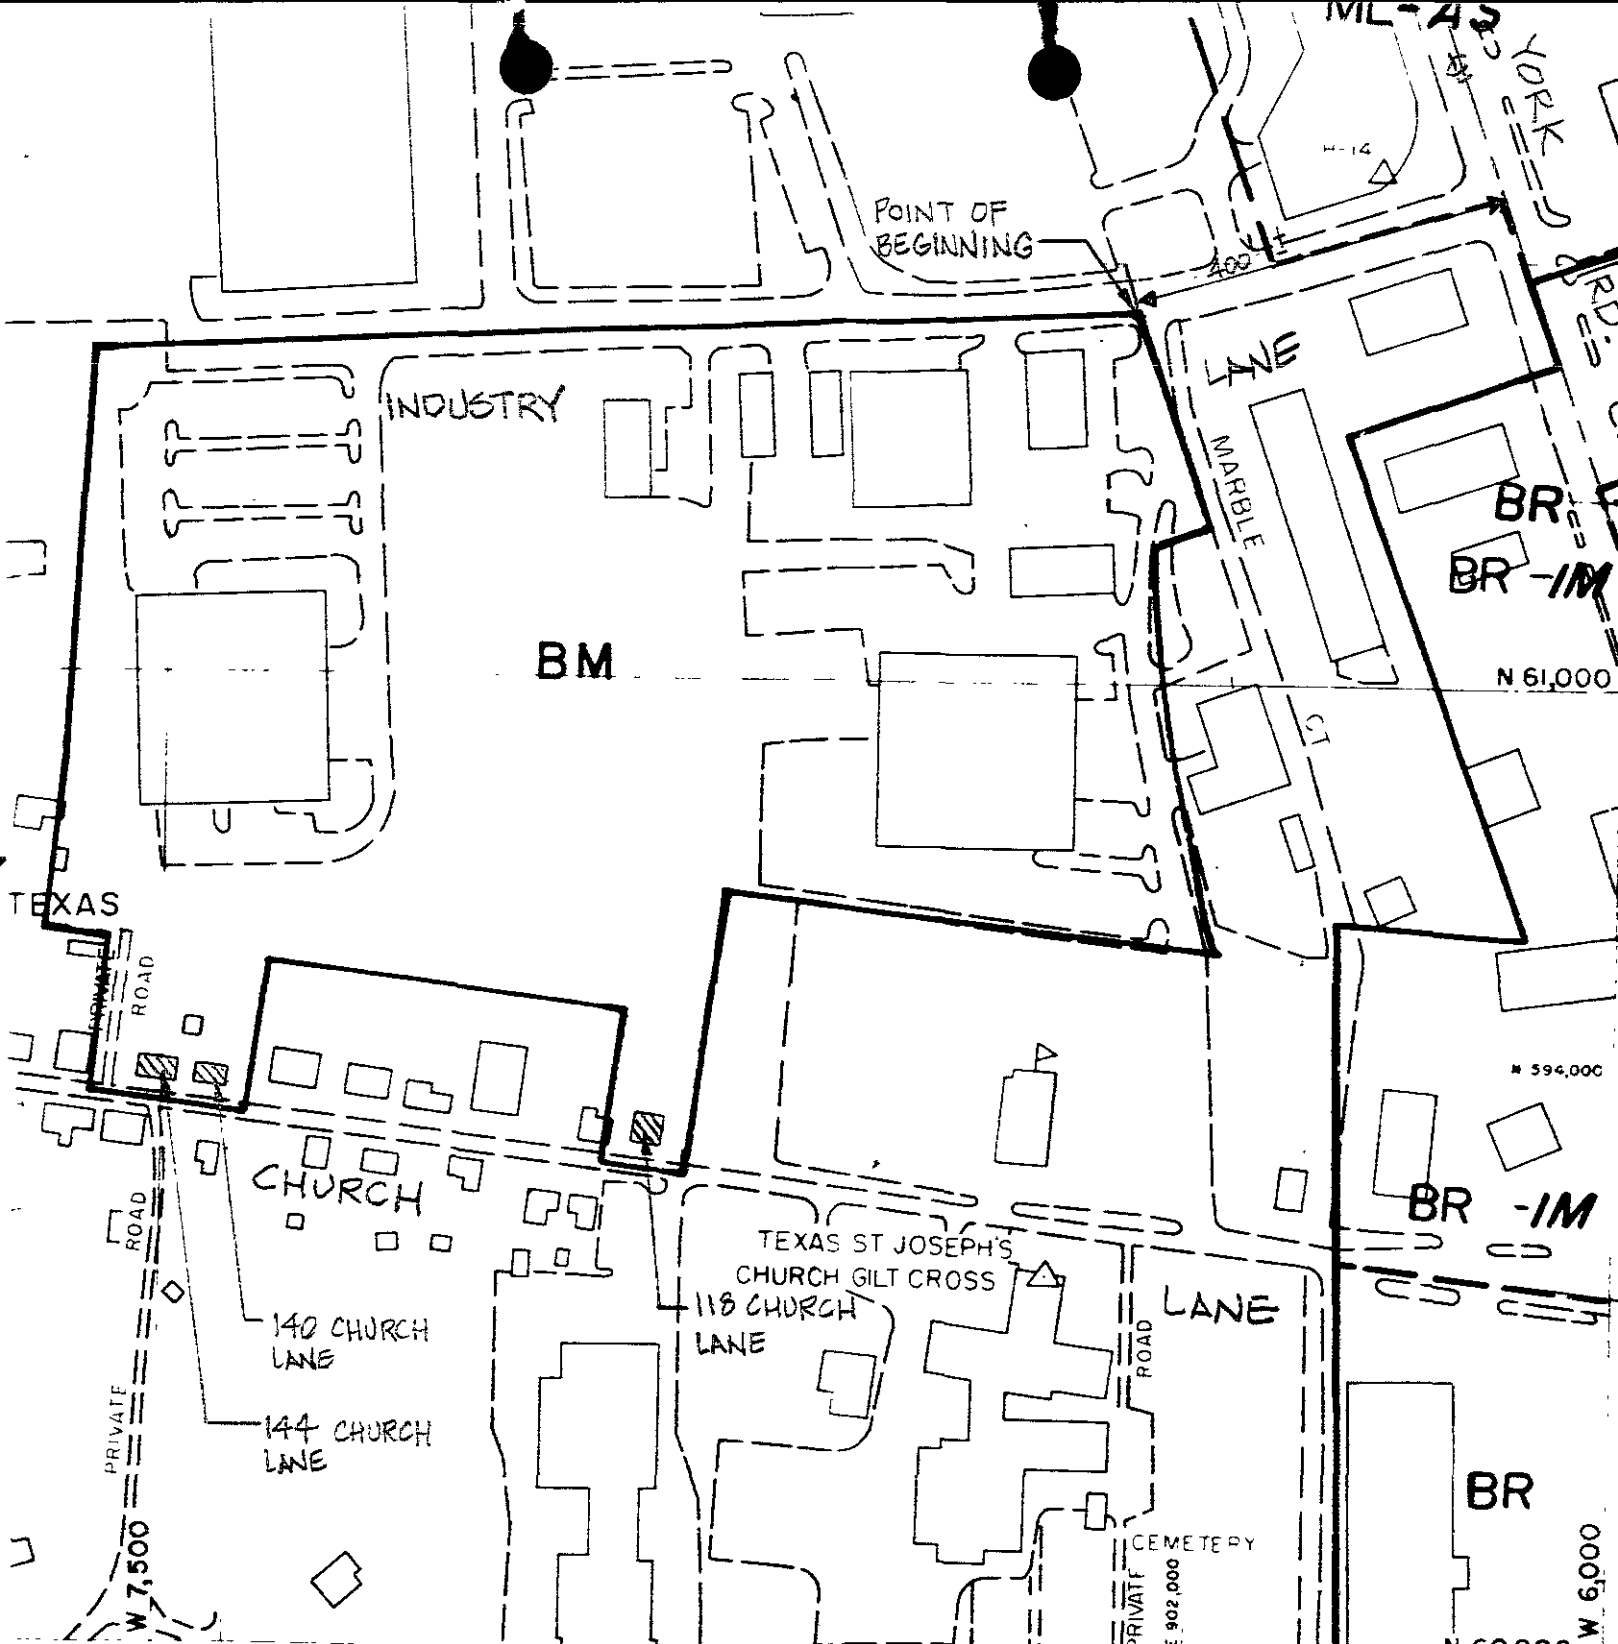 ML-AS
YORK
RD.
H-14
POINT OF
BEGINNING
400'±
LANE
INDUSTRY
MARBLE
CT
BR
BR -IM
BM
N 61,000
TEXAS
PRIVATE
ROAD
N 594,000
CHURCH
BR -IM
ROAD
TEXAS ST JOSEPH'S
CHURCH GILT CROSS
118 CHURCH
LANE
LANE
ROAD
140 CHURCH
LANE
144 CHURCH
LANE
PRIVATE
BR
CEMETERY
PRIVATE
E 902,000
W 7,500
W 6,000